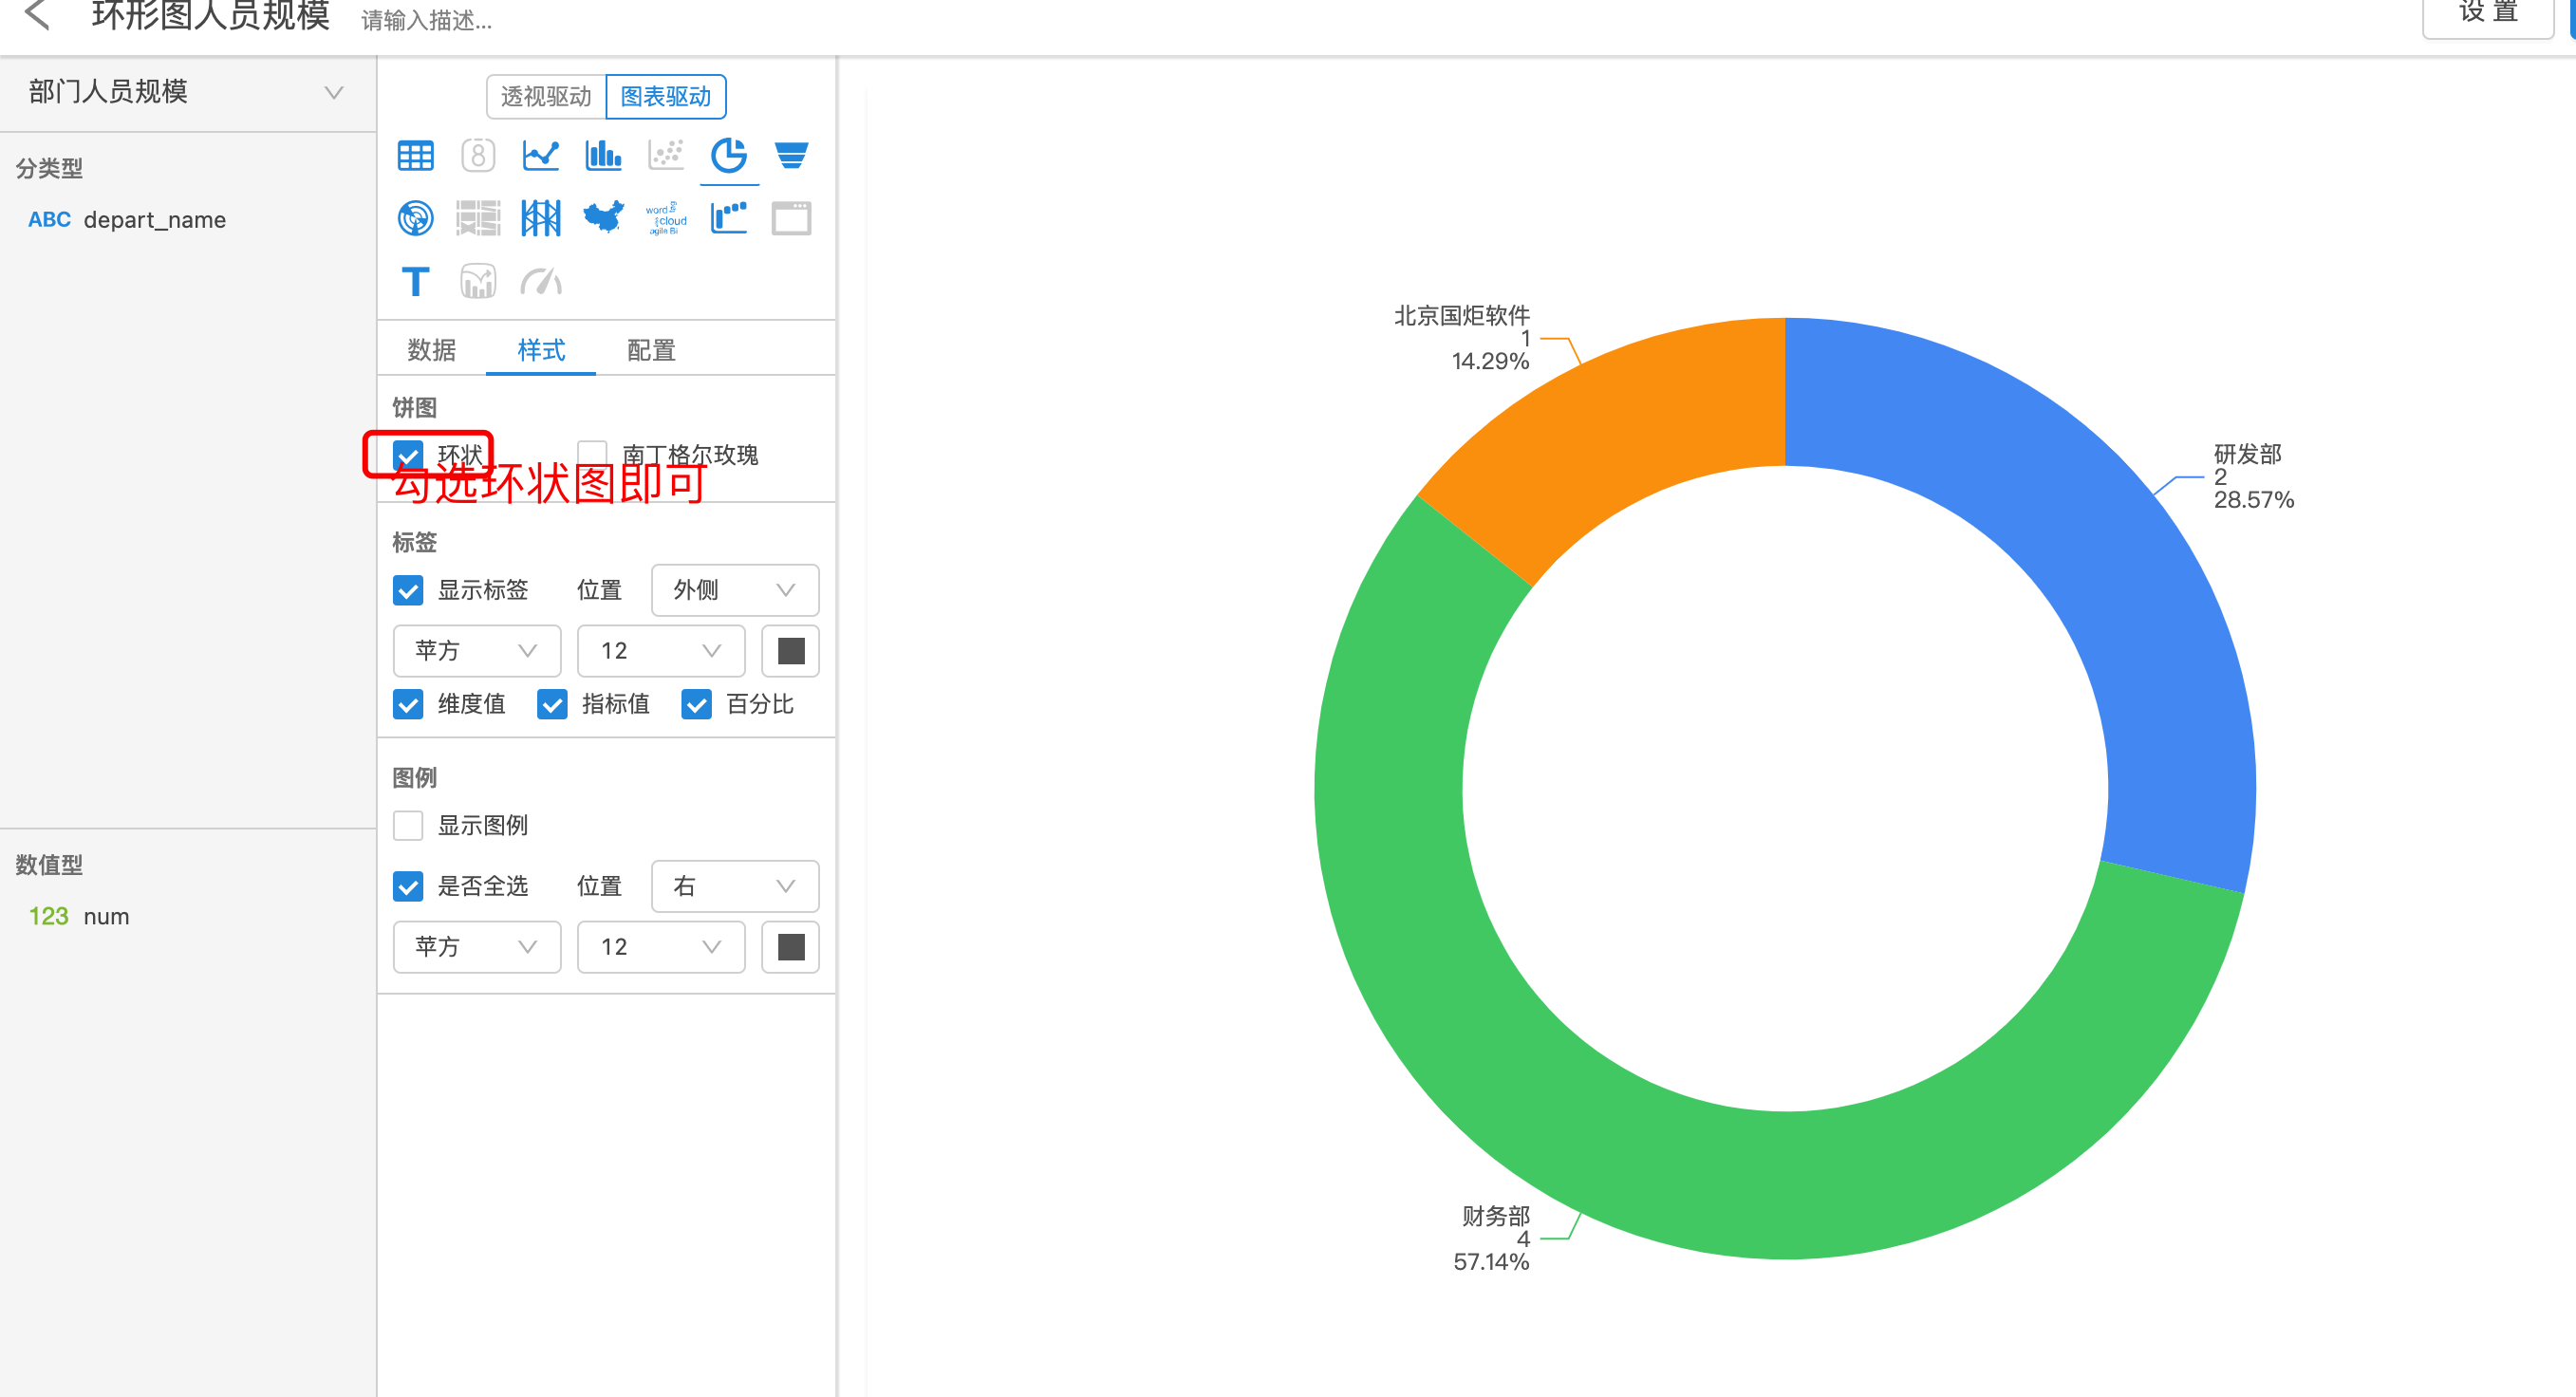 环形图人员规模 请输入描述...
设 置
部门人员规模
分类型
ABC depart_name
数值型
123 num
透视驱动 图表驱动
8
word
cloud
agile BI
T
数据 样式 配置
饼图
环状 南丁格尔玫瑰
勾选环状图即可
标签
显示标签 位置 外侧
苹方 12
维度值 指标值 百分比
图例
显示图例
是否全选 位置 右
苹方 12
北京国炬软件
1
14.29%
研发部
2
28.57%
财务部
4
57.14%